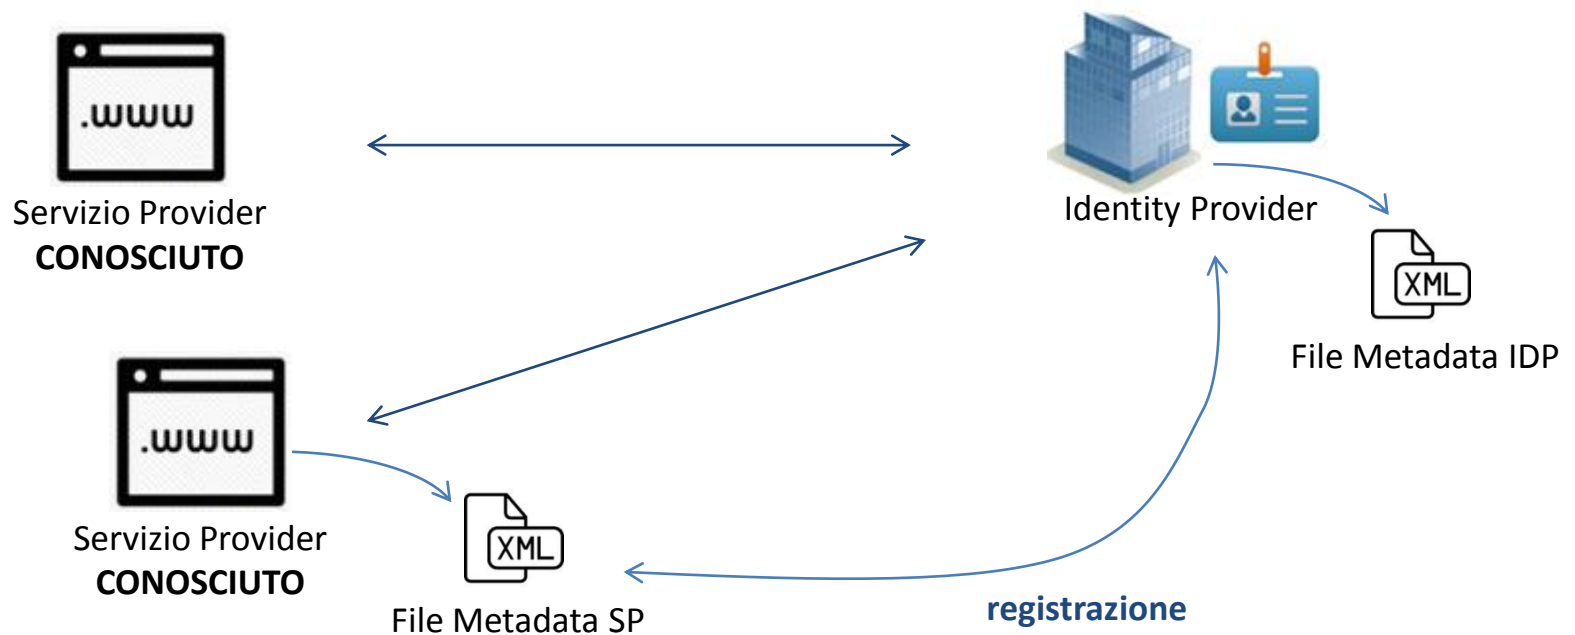 .www
Servizio Provider
CONOSCIUTO
Identity Provider
XML
File Metadata IDP
.www
Servizio Provider
CONOSCIUTO
XML
File Metadata SP
registrazione